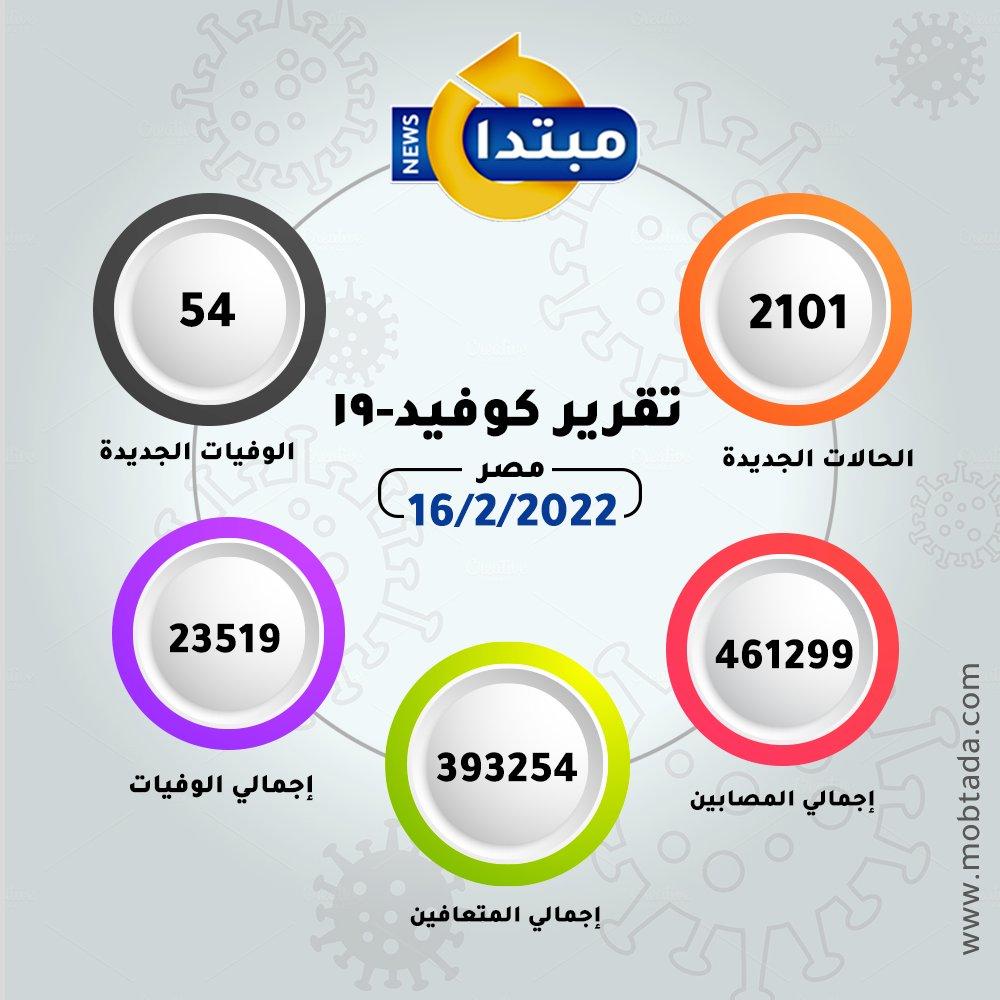 مبتدا
NEWS
2101
الحالات الجديدة
54
الوفيات الجديدة
تقرير كوفيد-١٩
مصر
16/2/2022
461299
إجمالي المصابين
23519
إجمالي الوفيات
393254
إجمالي المتعافين
www.mobtada.com